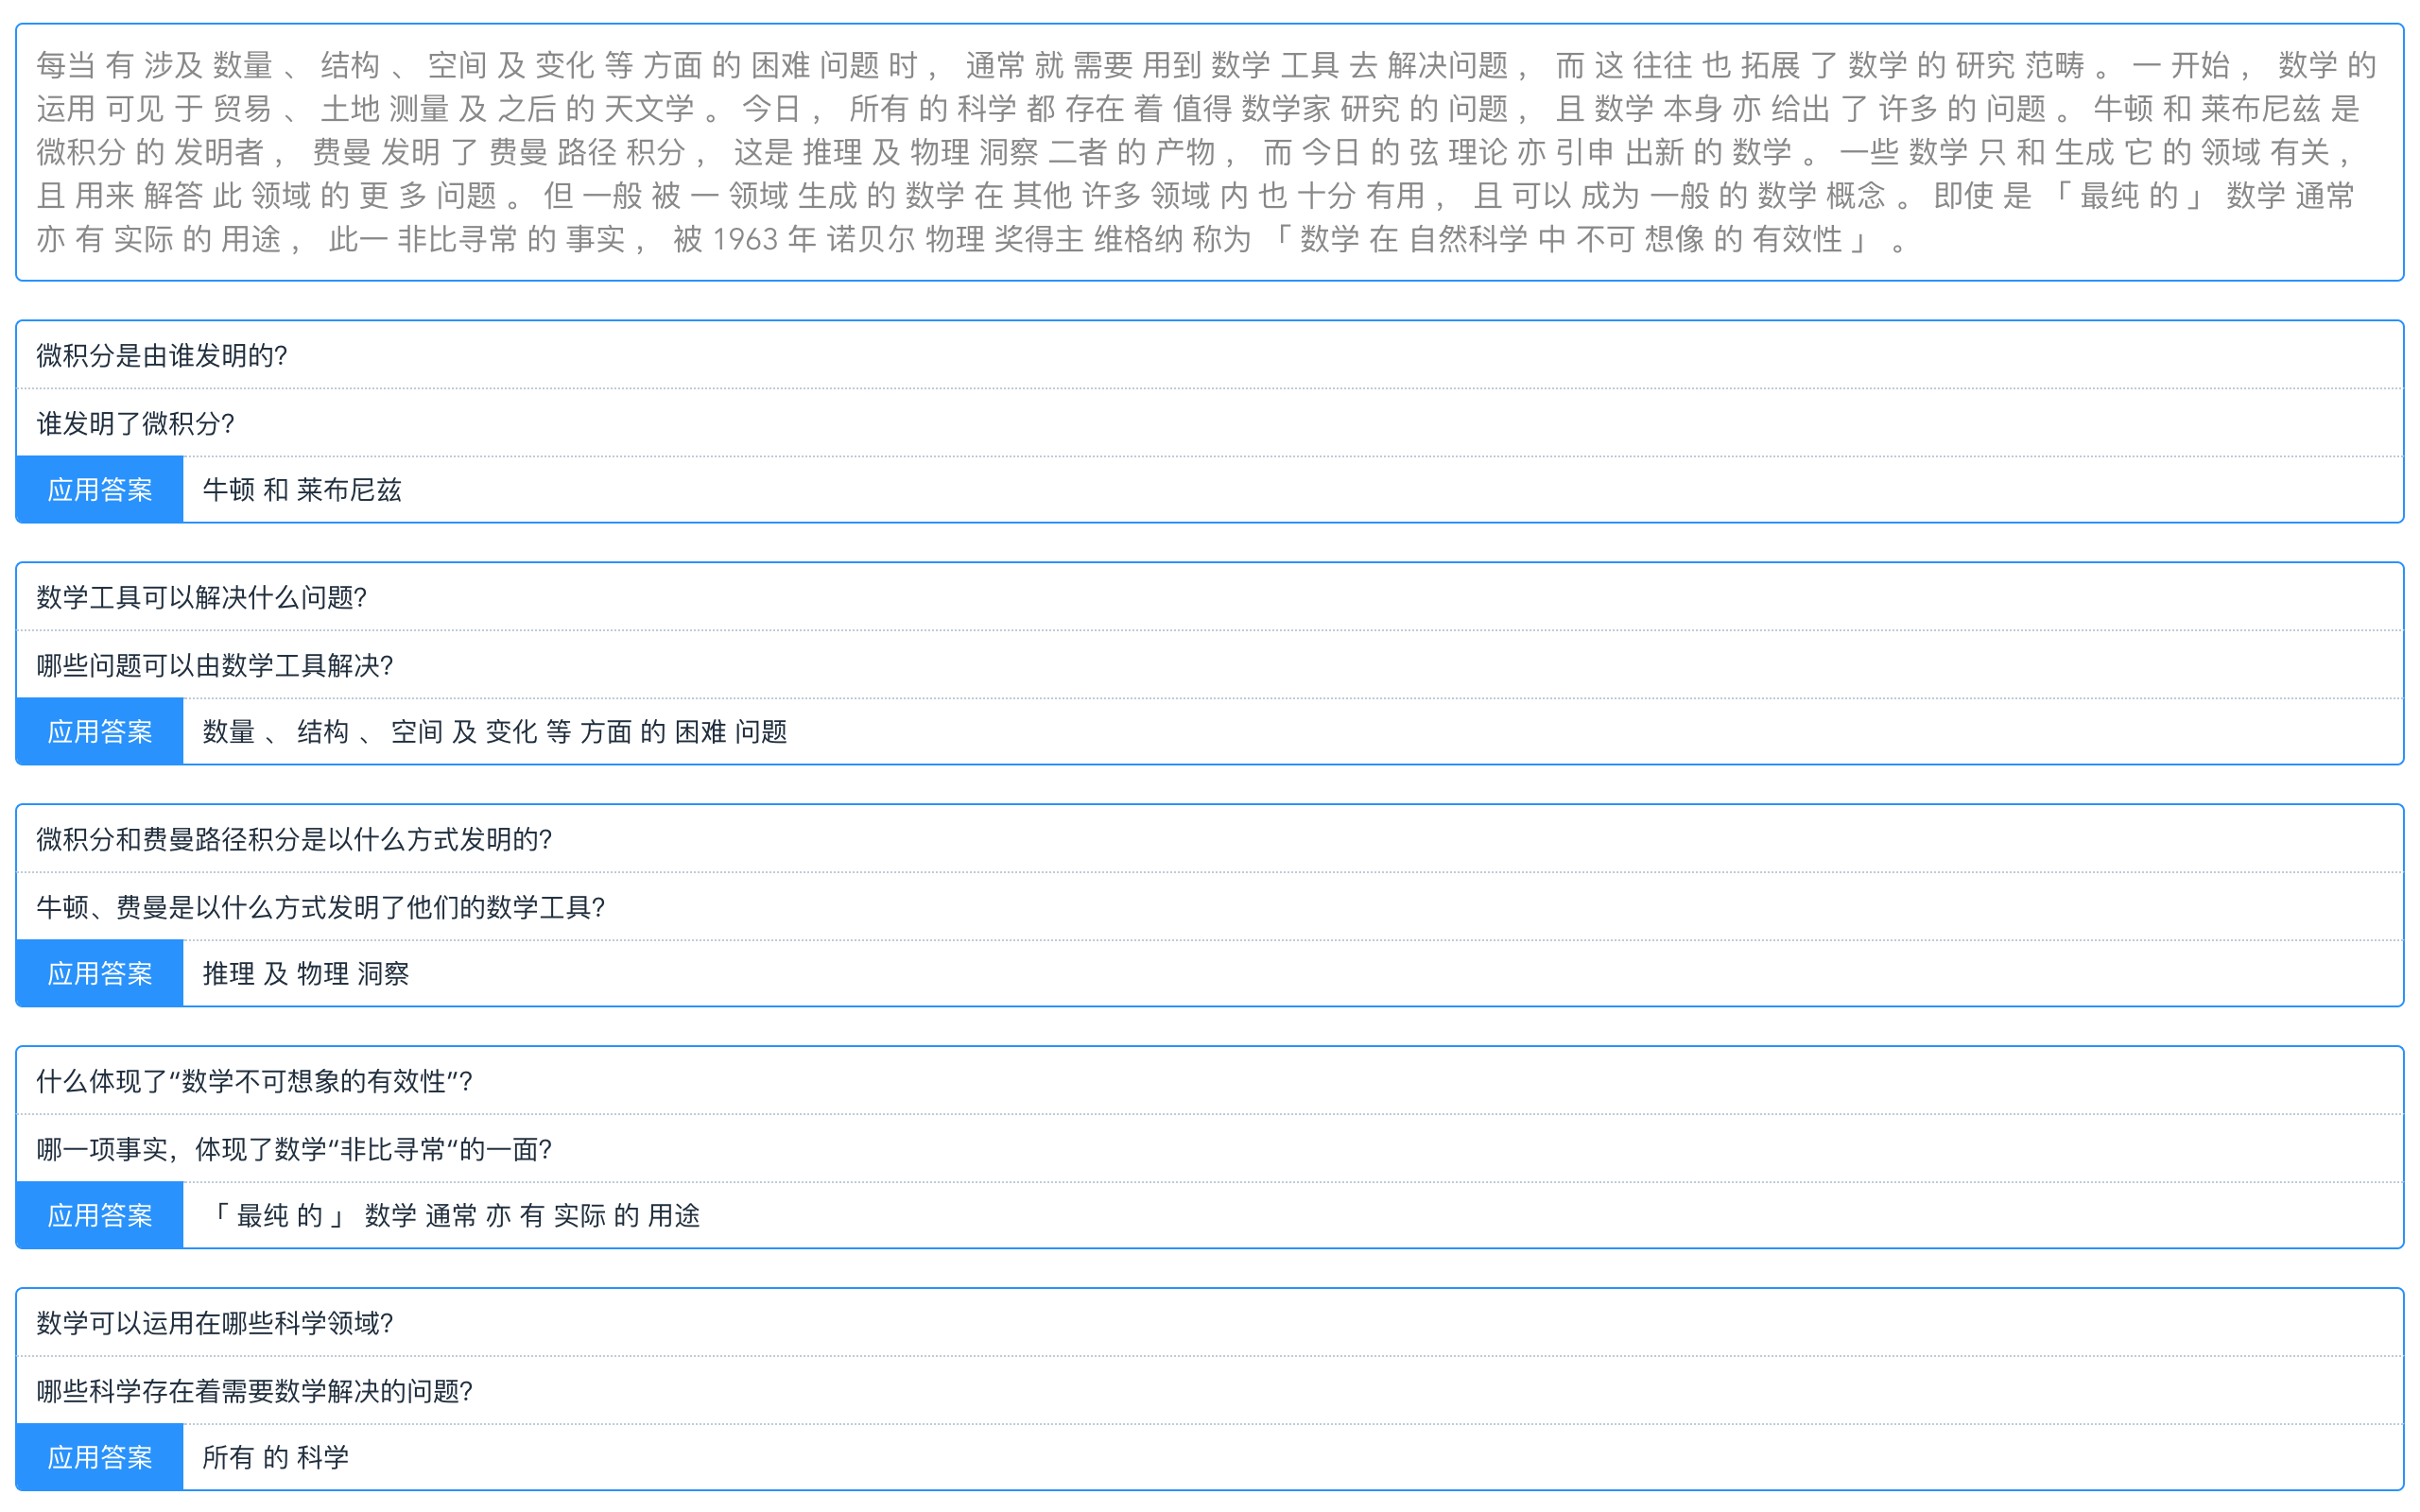 每当 有 涉及 数量 、 结构 、 空间 及 变化 等 方面 的 困难 问题 时 ， 通常 就 需要 用到 数学 工具 去 解决问题 ， 而 这 往往 也 拓展 了 数学 的 研究 范畴 。 一 开始 ， 数学 的
运用 可见 于 贸易 、 土地 测量 及 之后 的 天文学 。 今日 ， 所有 的 科学 都 存在 着 值得 数学家 研究 的 问题 ， 且 数学 本身 亦 给出 了 许多 的 问题 。 牛顿 和 莱布尼兹 是
微积分 的 发明者 ， 费曼 发明 了 费曼 路径 积分 ， 这是 推理 及 物理 洞察 二者 的 产物 ， 而 今日 的 弦 理论 亦 引申 出新 的 数学 。 一些 数学 只 和 生成 它 的 领域 有关 ，
且 用来 解答 此 领域 的 更 多 问题 。 但 一般 被 一 领域 生成 的 数学 在 其他 许多 领域 内 也 十分 有用 ， 且 可以 成为 一般 的 数学 概念 。 即使 是 「 最纯 的 」 数学 通常
亦 有 实际 的 用途 ， 此一 非比寻常 的 事实 ， 被 1963 年 诺贝尔 物理 奖得主 维格纳 称为 「 数学 在 自然科学 中 不可 想像 的 有效性 」 。
微积分是由谁发明的?
谁发明了微积分?
应用答案 牛顿 和 莱布尼兹
数学工具可以解决什么问题?
哪些问题可以由数学工具解决?
应用答案 数量 、 结构 、 空间 及 变化 等 方面 的 困难 问题
微积分和费曼路径积分是以什么方式发明的?
牛顿、费曼是以什么方式发明了他们的数学工具?
应用答案 推理 及 物理 洞察
什么体现了“数学不可想象的有效性”?
哪一项事实，体现了数学“非比寻常“的一面?
应用答案 「 最纯 的 」 数学 通常 亦 有 实际 的 用途
数学可以运用在哪些科学领域?
哪些科学存在着需要数学解决的问题?
应用答案 所有 的 科学